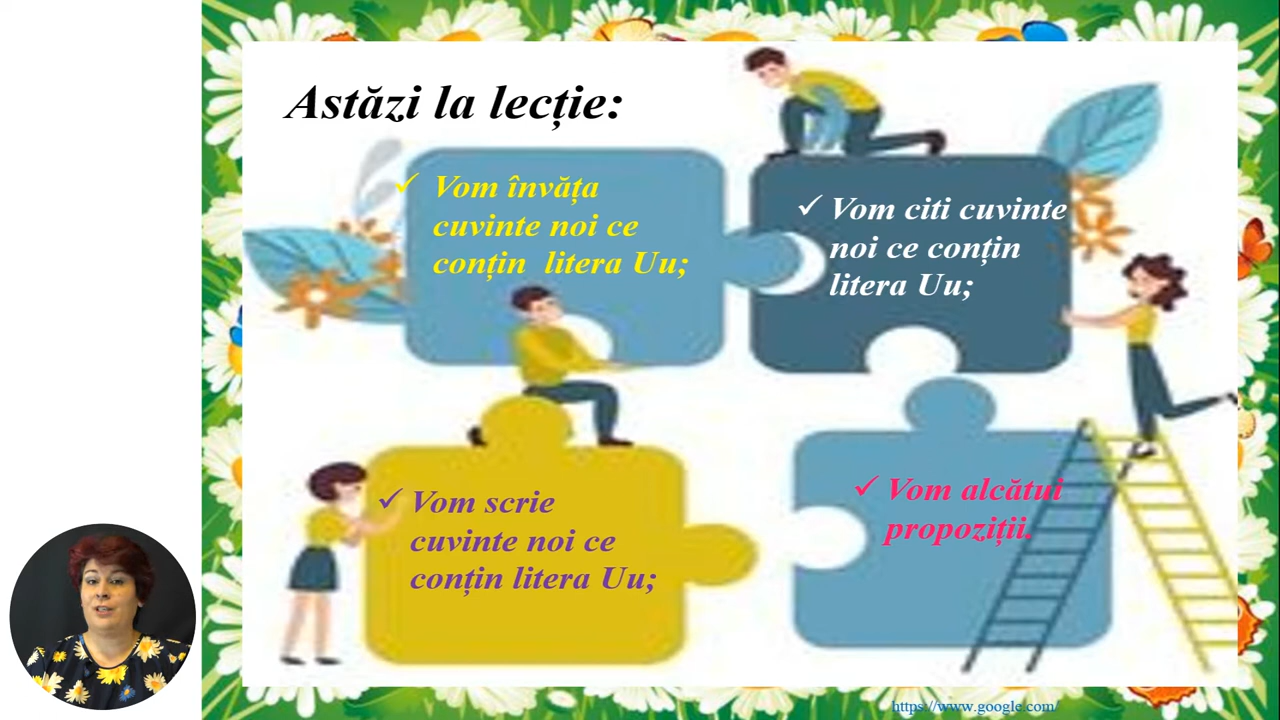 Astăzi la lecție:
✓ Vom învăța
cuvinte noi ce
conțin litera Uu;
✓ Vom citi cuvinte
noi ce conțin
litera Uu;
✓ Vom scrie
cuvinte noi ce
conțin litera Uu;
✓ Vom alcătui
propoziții.
https://www.google.com/